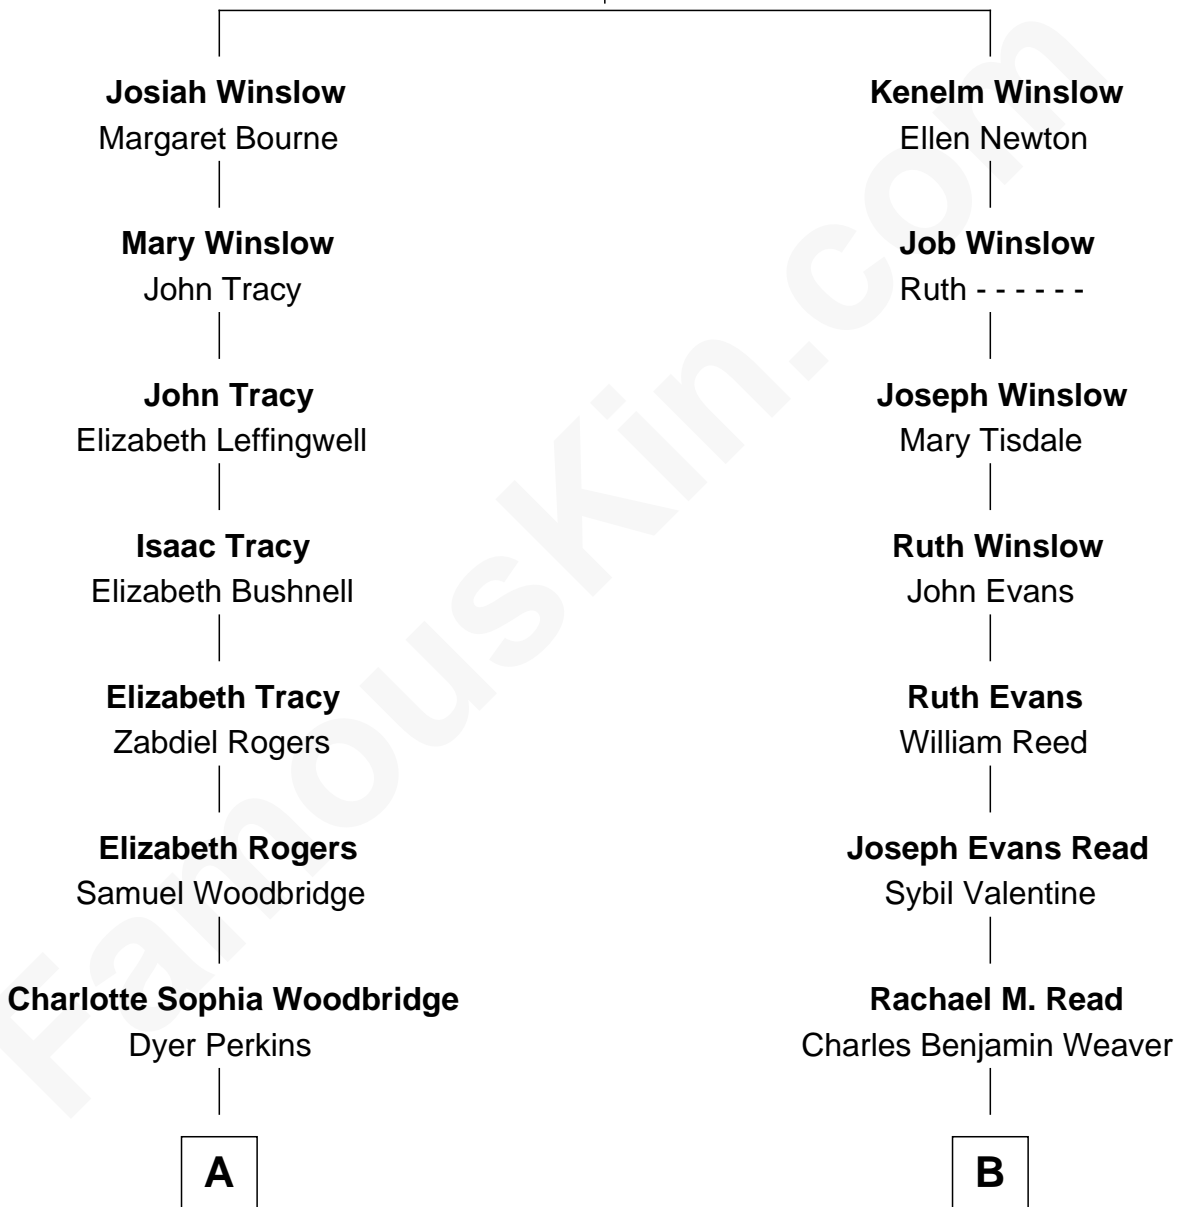 Josiah Winslow
Margaret Bourne
Mary Winslow
John Tracy
John Tracy
Elizabeth Leffingwell
Isaac Tracy
Elizabeth Bushnell
Elizabeth Tracy
Zabdiel Rogers
Elizabeth Rogers
Samuel Woodbridge
Charlotte Sophia Woodbridge
Dyer Perkins
A
Kenelm Winslow
Ellen Newton
Job Winslow
Ruth - - - - - -
Joseph Winslow
Mary Tisdale
Ruth Winslow
John Evans
Ruth Evans
William Reed
Joseph Evans Read
Sybil Valentine
Rachael M. Read
Charles Benjamin Weaver
B
FamousKin.com